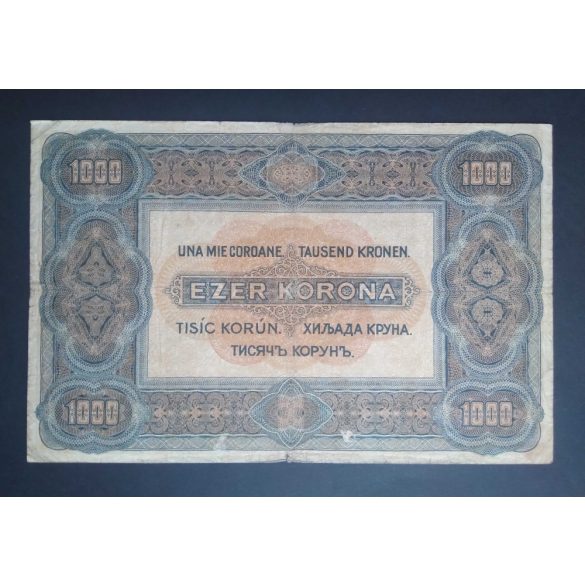 1000 1000
UNA MIE COROANE. TAUSEND KRONEN.
EZER KORONA
TISÍC KORÚN. ХИЉАДА КРУНА.
ТИСЯЧЪ КОРУНЪ.
1000 1000